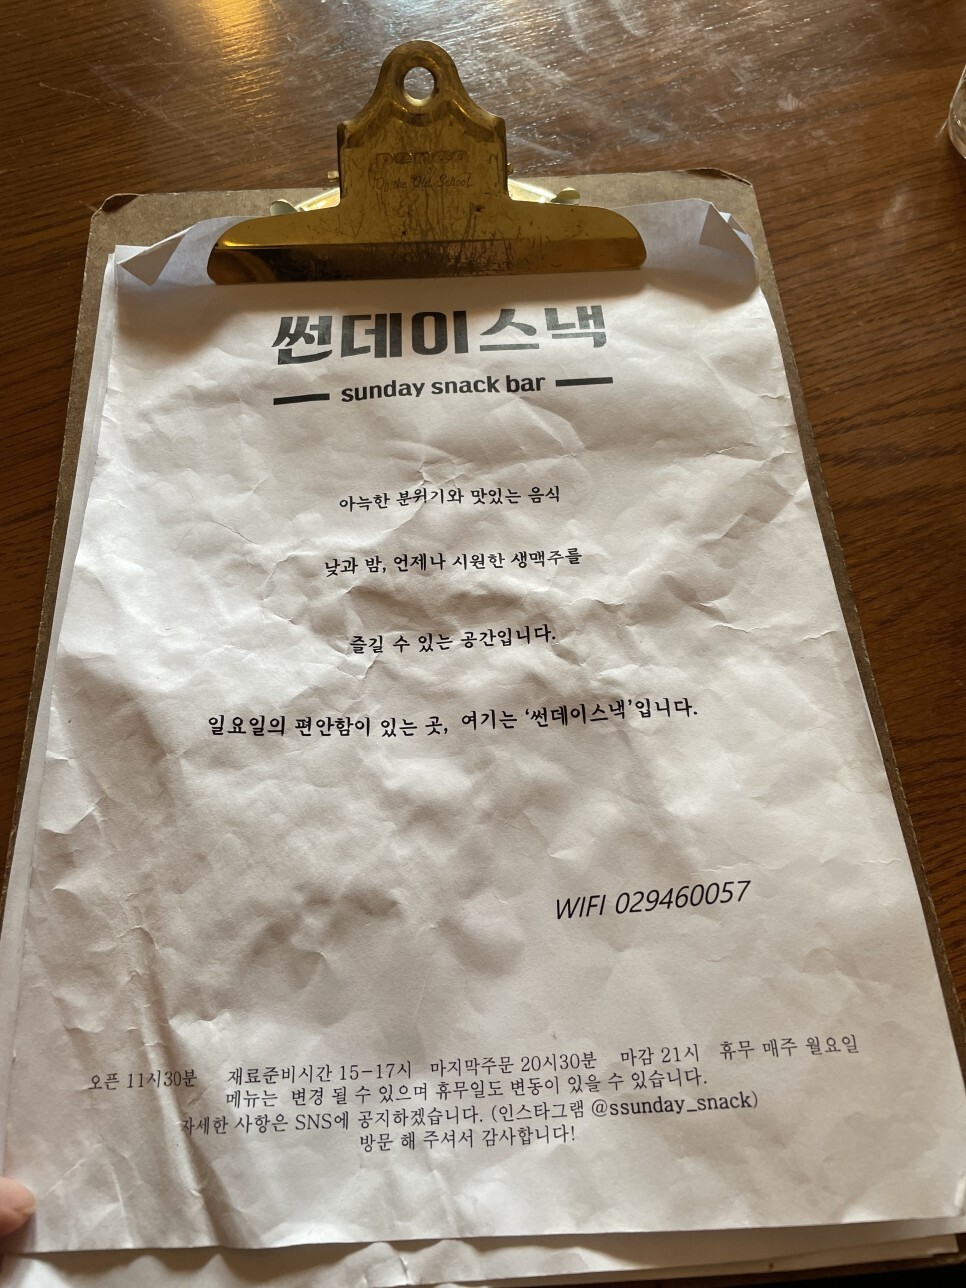 penco
On the Old School
썬데이스낵
sunday snack bar
아늑한 분위기와 맛있는 음식
낮과 밤, 언제나 시원한 생맥주를
즐길 수 있는 공간입니다.
일요일의 편안함이 있는 곳, 여기는 '썬데이스낵'입니다.
WIFI 029460057
오픈 11시30분 재료준비시간 15-17시 마지막주문 20시30분 마감 21시 휴무 매주 월요일
메뉴는 변경 될 수 있으며 휴무일도 변동이 있을 수 있습니다.
자세한 사항은 SNS에 공지하겠습니다. (인스타그램 @ssunday_snack)
방문 해 주셔서 감사합니다!